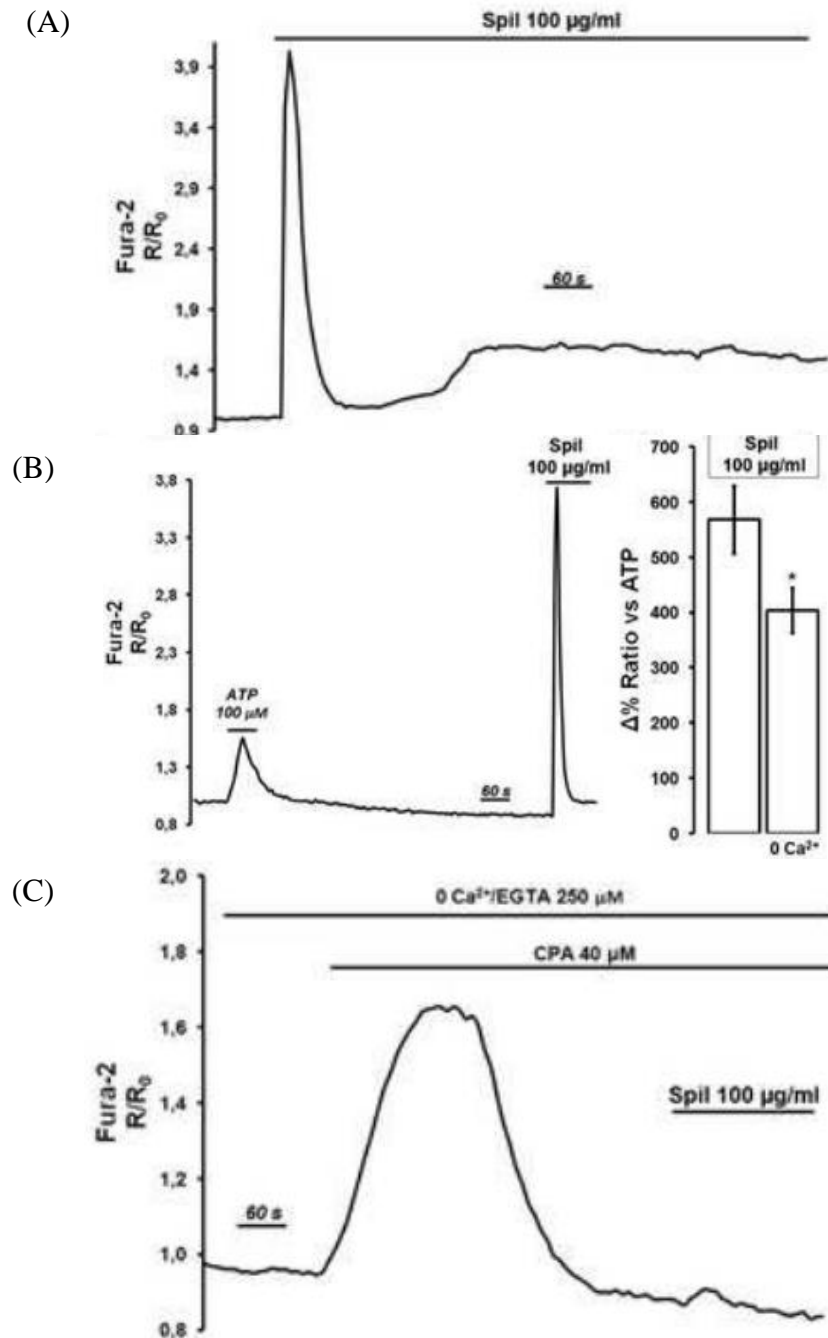 (A)
Spil 100 µg/ml
3,9
3,4
2,9
2,4
1,9
1,4
0.9
Fura-2
R/R₀
60 s
(B)
3,8
3,3
2,8
2,3
1,8
1,3
0,8
Fura-2
R/R₀
ATP
100 µM
60 s
Spil
100 µg/ml
700
600
500
400
300
200
100
0
Δ% Ratio vs ATP
Spil
100 µg/ml
*
0 Ca²⁺
(C)
2,0
1,8
1,6
1,4
1,2
1,0
0,8
Fura-2
R/R₀
0 Ca²⁺/EGTA 250 µM
CPA 40 µM
Spil 100 µg/ml
60 s